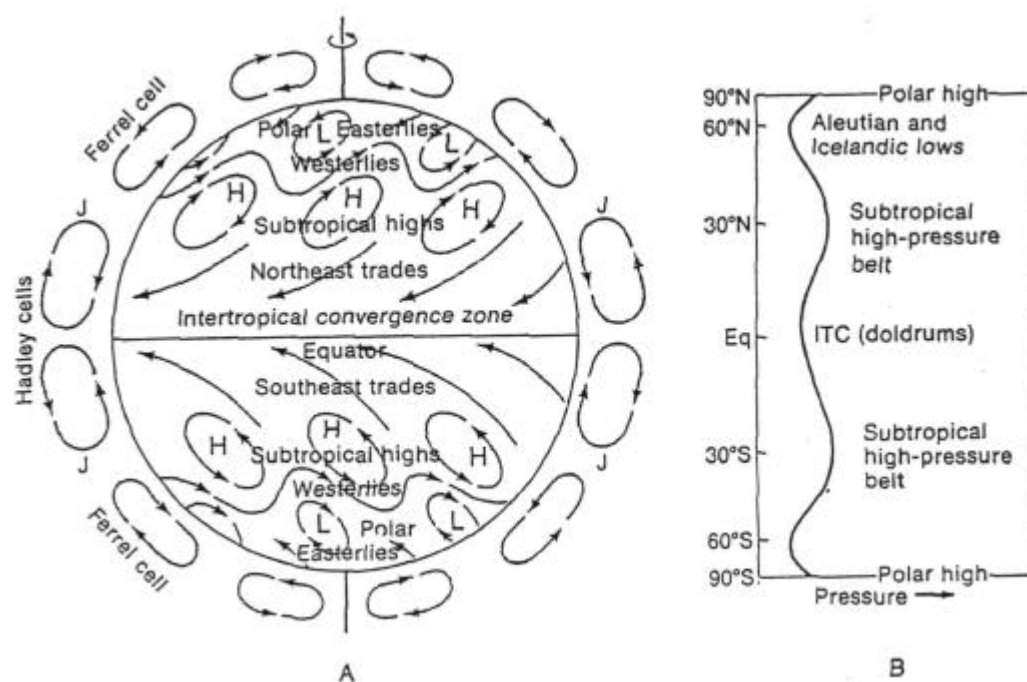 Ferrel cell
J
Hadley cells
J
Ferrel cell
Polar
L
Easterlies
L
Westerlies
H
H
H
Subtropical highs
Northeast trades
Intertropical convergence zone
Equator
Southeast trades
H
H
H
Subtropical highs
Westerlies
L
Polar
L
Easterlies
J
J
A
90°N
Polar high
60°N
Aleutian and
Icelandic lows
30°N
Subtropical
high-pressure
belt
Eq
ITC (doldrums)
30°S
Subtropical
high-pressure
belt
60°S
90°S
Polar high
Pressure
B